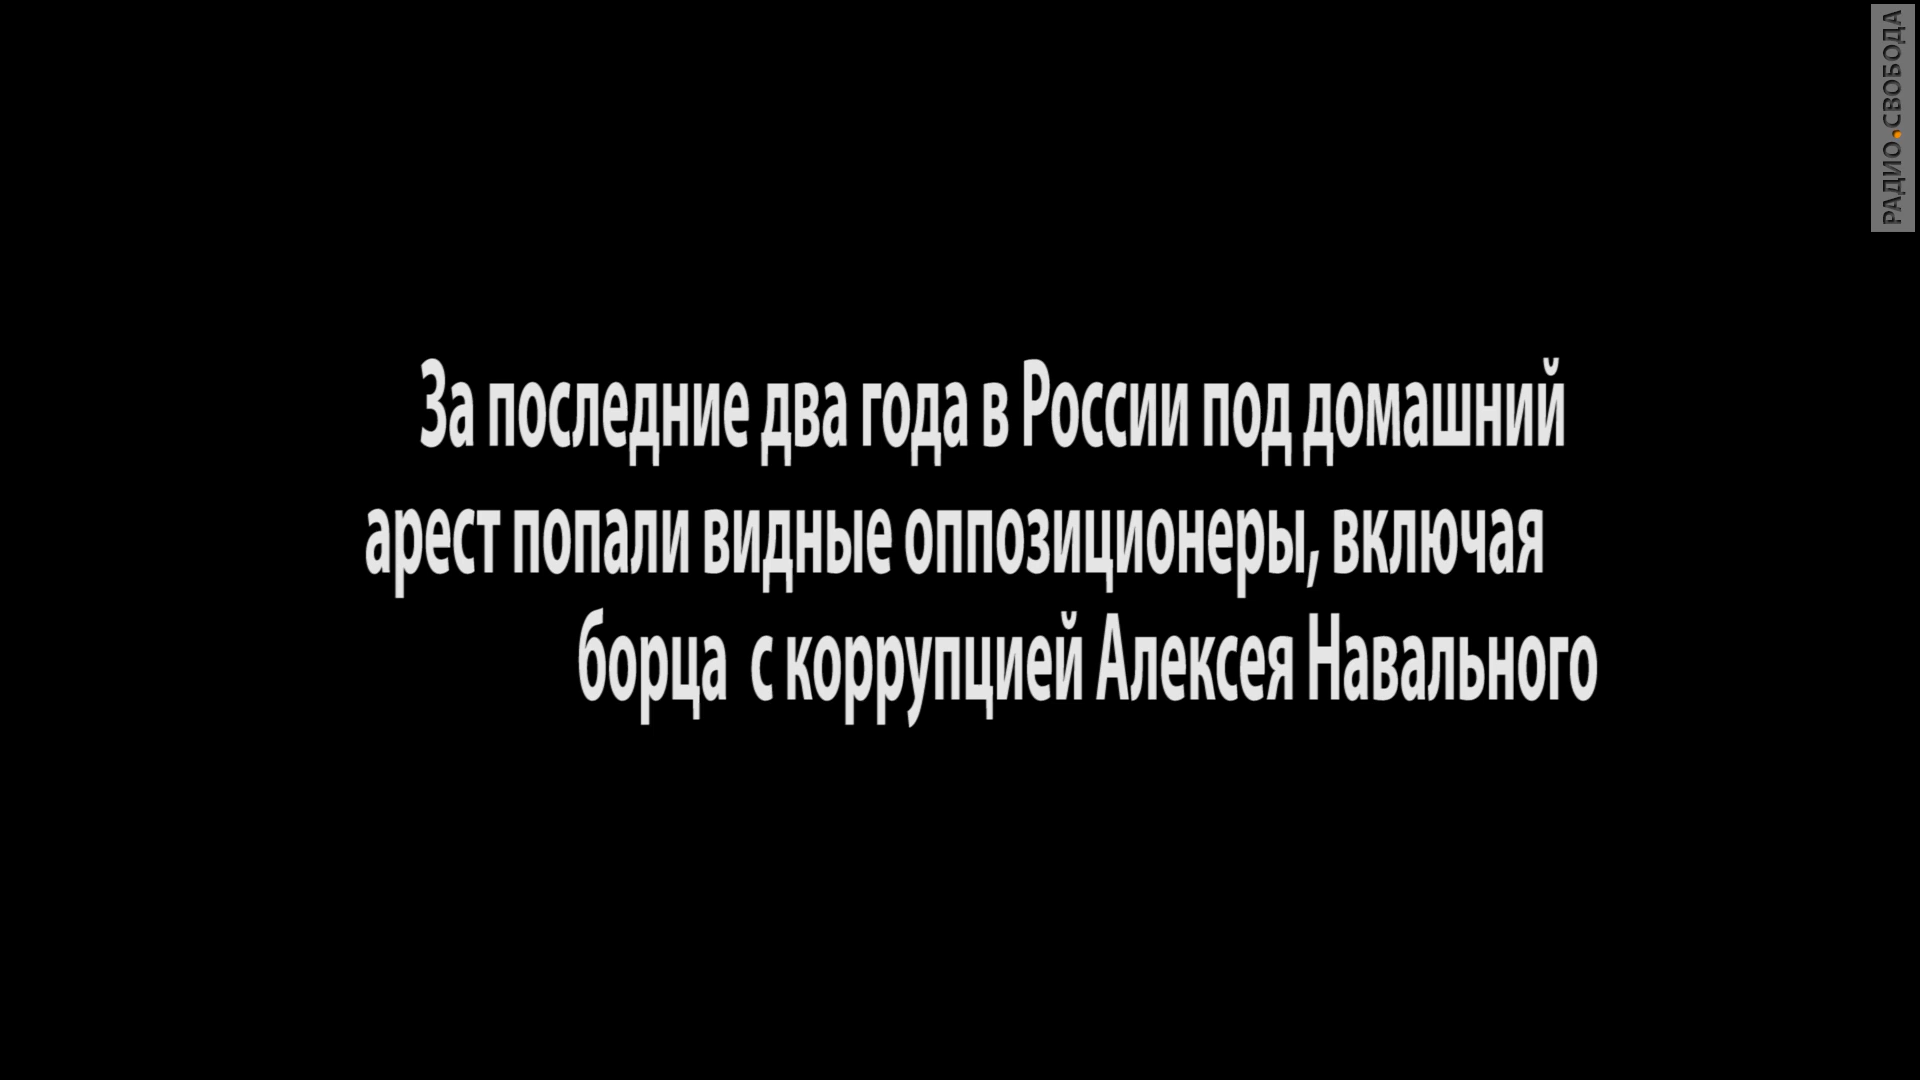 За последние два года в России под домашний
арест попали видные оппозиционеры, включая
борца с коррупцией Алексея Навального
РАДИО СВОБОДА